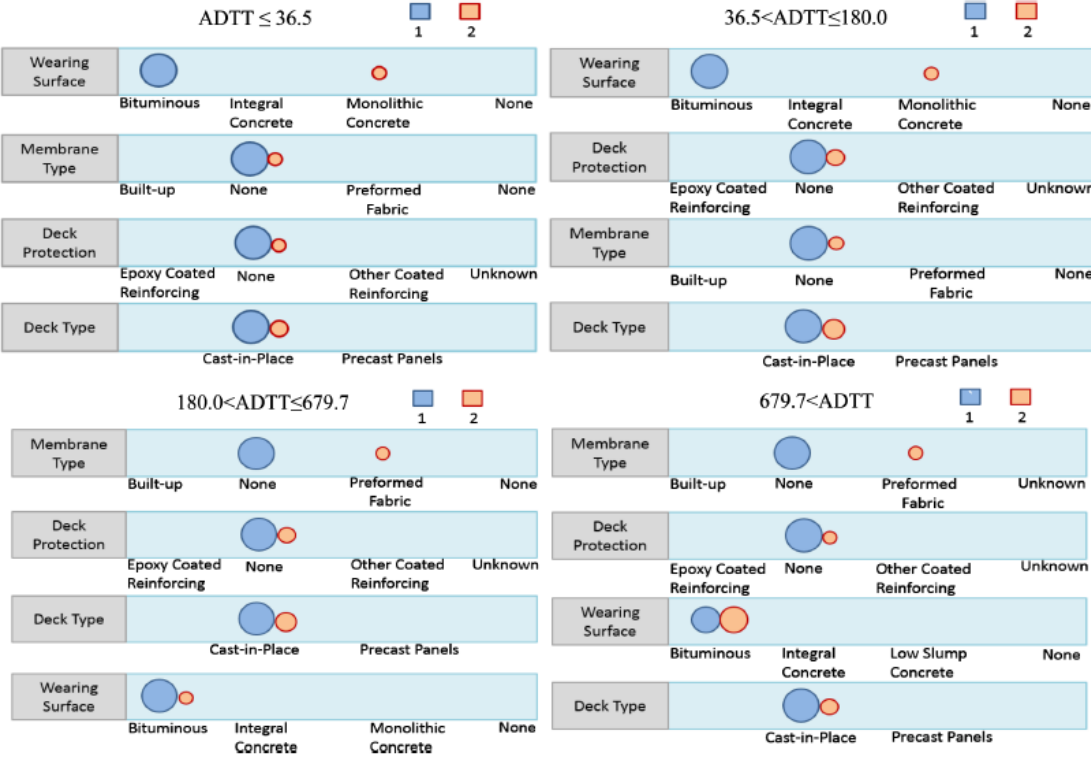 ADTT ≤ 36.5
1 2
Wearing
Surface
Bituminous Integral Monolithic None
Concrete Concrete
Membrane
Type
Built-up None Preformed None
Fabric
Deck
Protection
Epoxy Coated None Other Coated Unknown
Reinforcing Reinforcing
Deck Type
Cast-in-Place Precast Panels
36.5<ADTT≤180.0
1 2
Wearing
Surface
Bituminous Integral Monolithic None
Concrete Concrete
Deck
Protection
Epoxy Coated None Other Coated Unknown
Reinforcing Reinforcing
Membrane
Type
Built-up None Preformed None
Fabric
Deck Type
Cast-in-Place Precast Panels
180.0<ADTT≤679.7
1 2
Membrane
Type
Built-up None Preformed None
Fabric
Deck
Protection
Epoxy Coated None Other Coated Unknown
Reinforcing Reinforcing
Deck Type
Cast-in-Place Precast Panels
Wearing
Surface
Bituminous Integral Monolithic None
Concrete Concrete
679.7<ADTT
1 2
Membrane
Type
Built-up None Preformed Unknown
Fabric
Deck
Protection
Epoxy Coated None Other Coated Unknown
Reinforcing Reinforcing
Wearing
Surface
Bituminous Integral Low Slump None
Concrete Concrete
Deck Type
Cast-in-Place Precast Panels